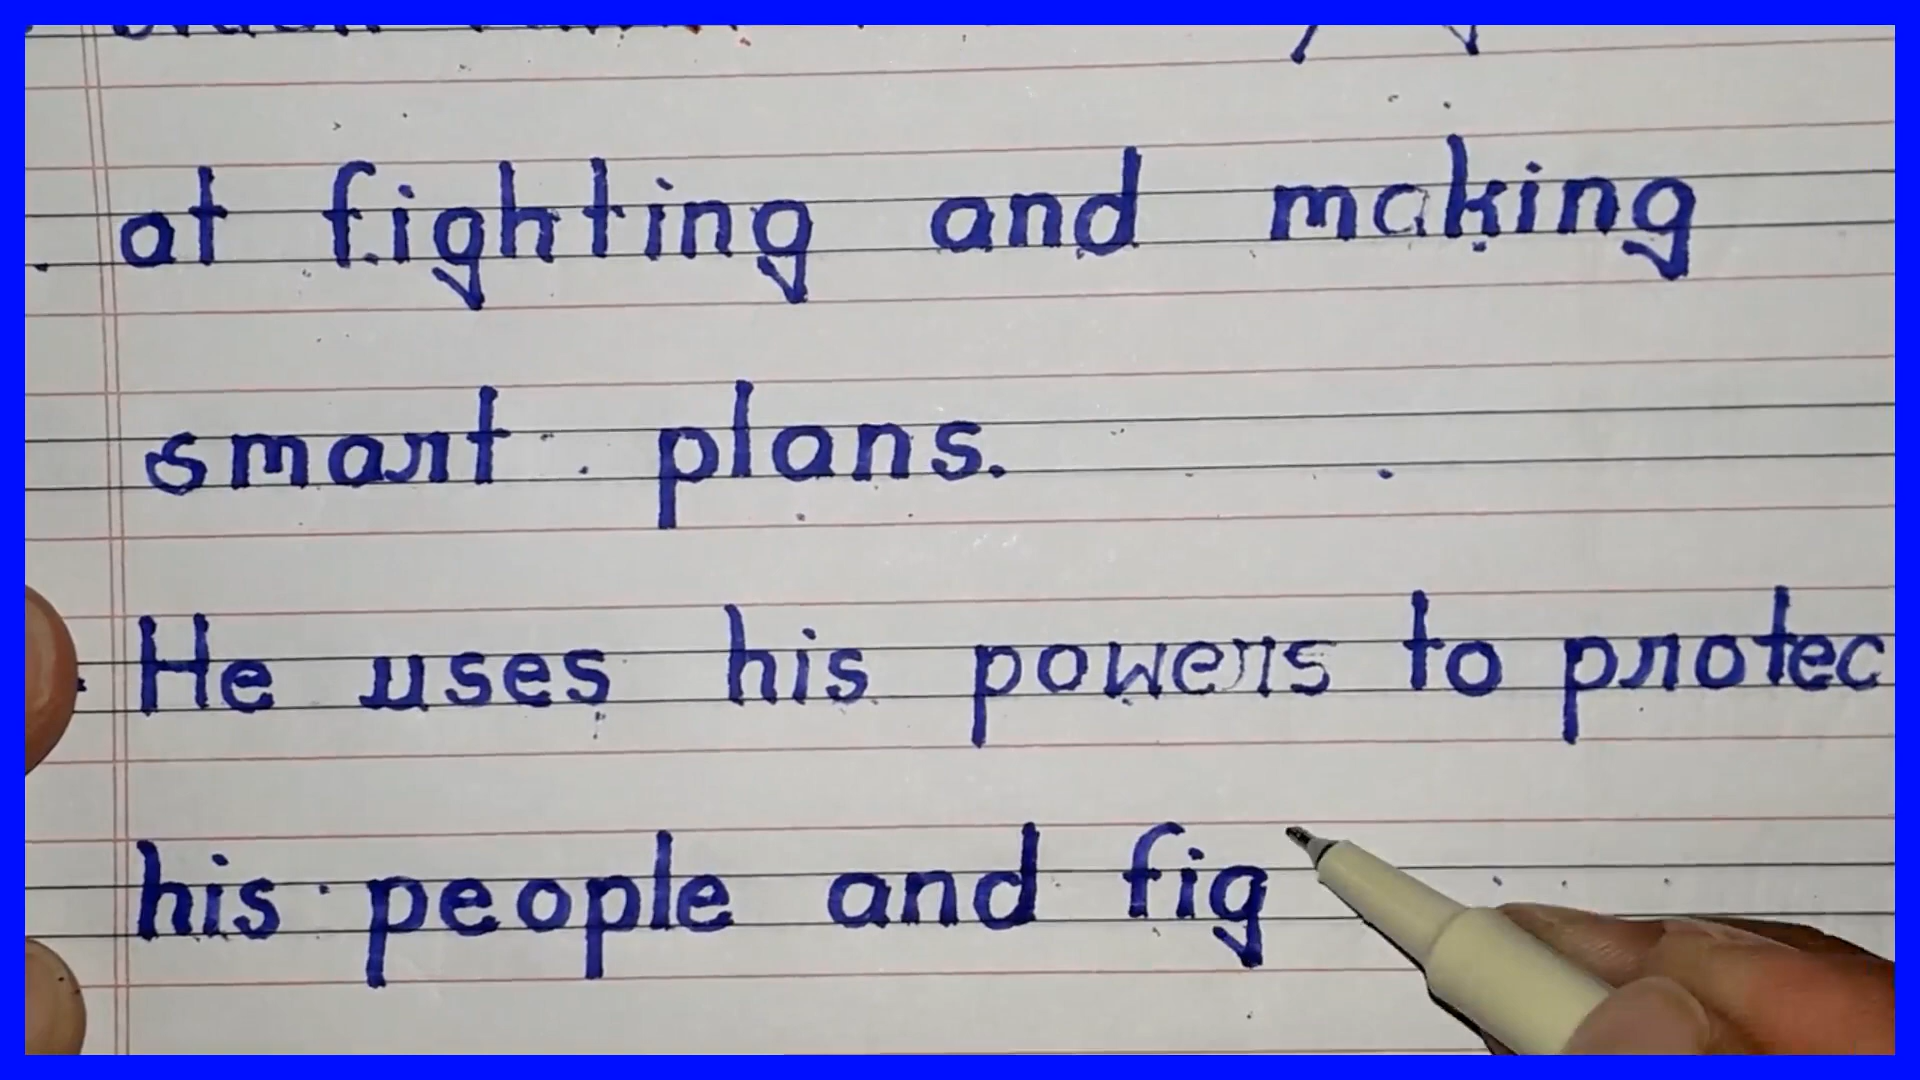 at fighting and making
smart plans.
He uses his powers to protec
his people and fig